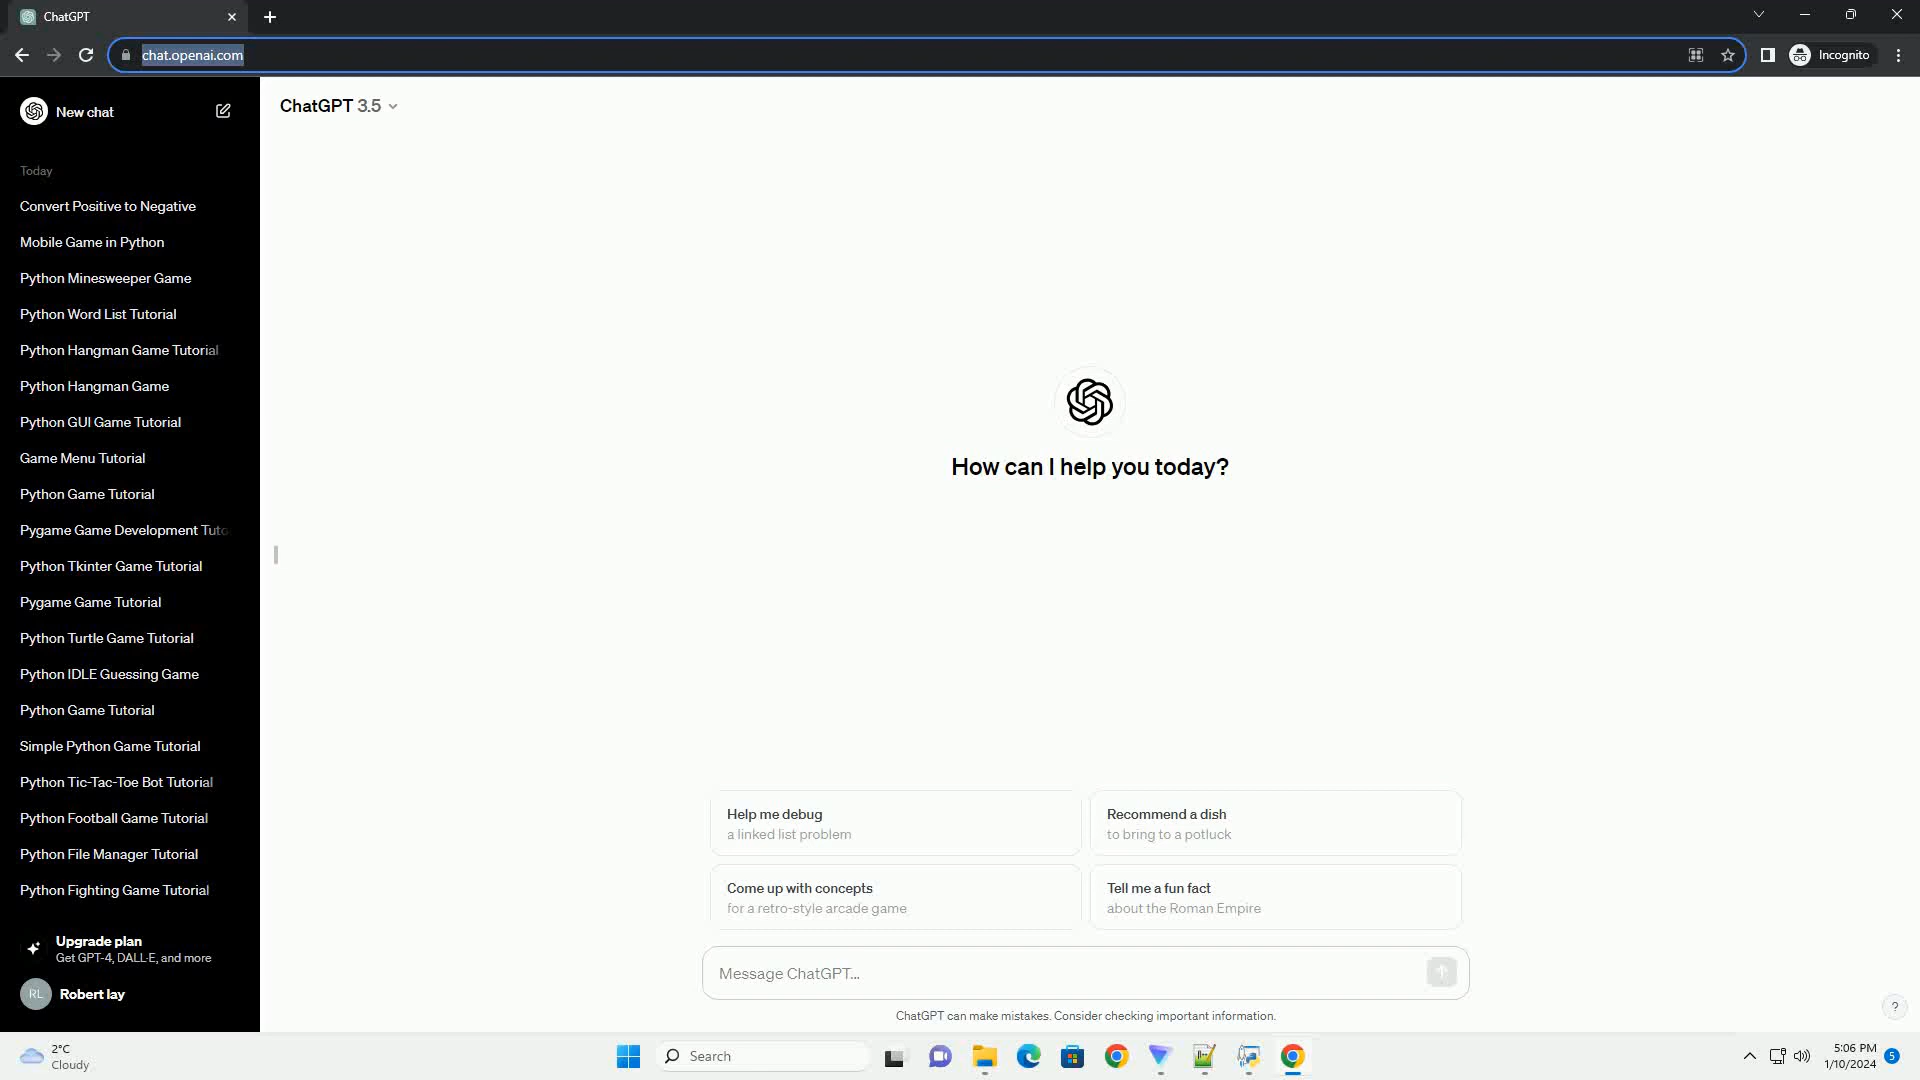 ChatGPT
chat.openai.com
Incognito
New chat
ChatGPT 3.5
Today
Convert Positive to Negative
Mobile Game in Python
Python Minesweeper Game
Python Word List Tutorial
Python Hangman Game Tutorial
Python Hangman Game
Python GUI Game Tutorial
Game Menu Tutorial
Python Game Tutorial
Pygame Game Development Tuto
Python Tkinter Game Tutorial
Pygame Game Tutorial
Python Turtle Game Tutorial
Python IDLE Guessing Game
Python Game Tutorial
Simple Python Game Tutorial
Python Tic-Tac-Toe Bot Tutorial
Python Football Game Tutorial
Python File Manager Tutorial
Python Fighting Game Tutorial
Upgrade plan
Get GPT-4, DALL·E, and more
RL Robert lay
How can I help you today?
Help me debug
a linked list problem
Recommend a dish
to bring to a potluck
Come up with concepts
for a retro-style arcade game
Tell me a fun fact
about the Roman Empire
Message ChatGPT...
ChatGPT can make mistakes. Consider checking important information.
?
2°C
Cloudy
Search
5:06 PM
1/10/2024
5